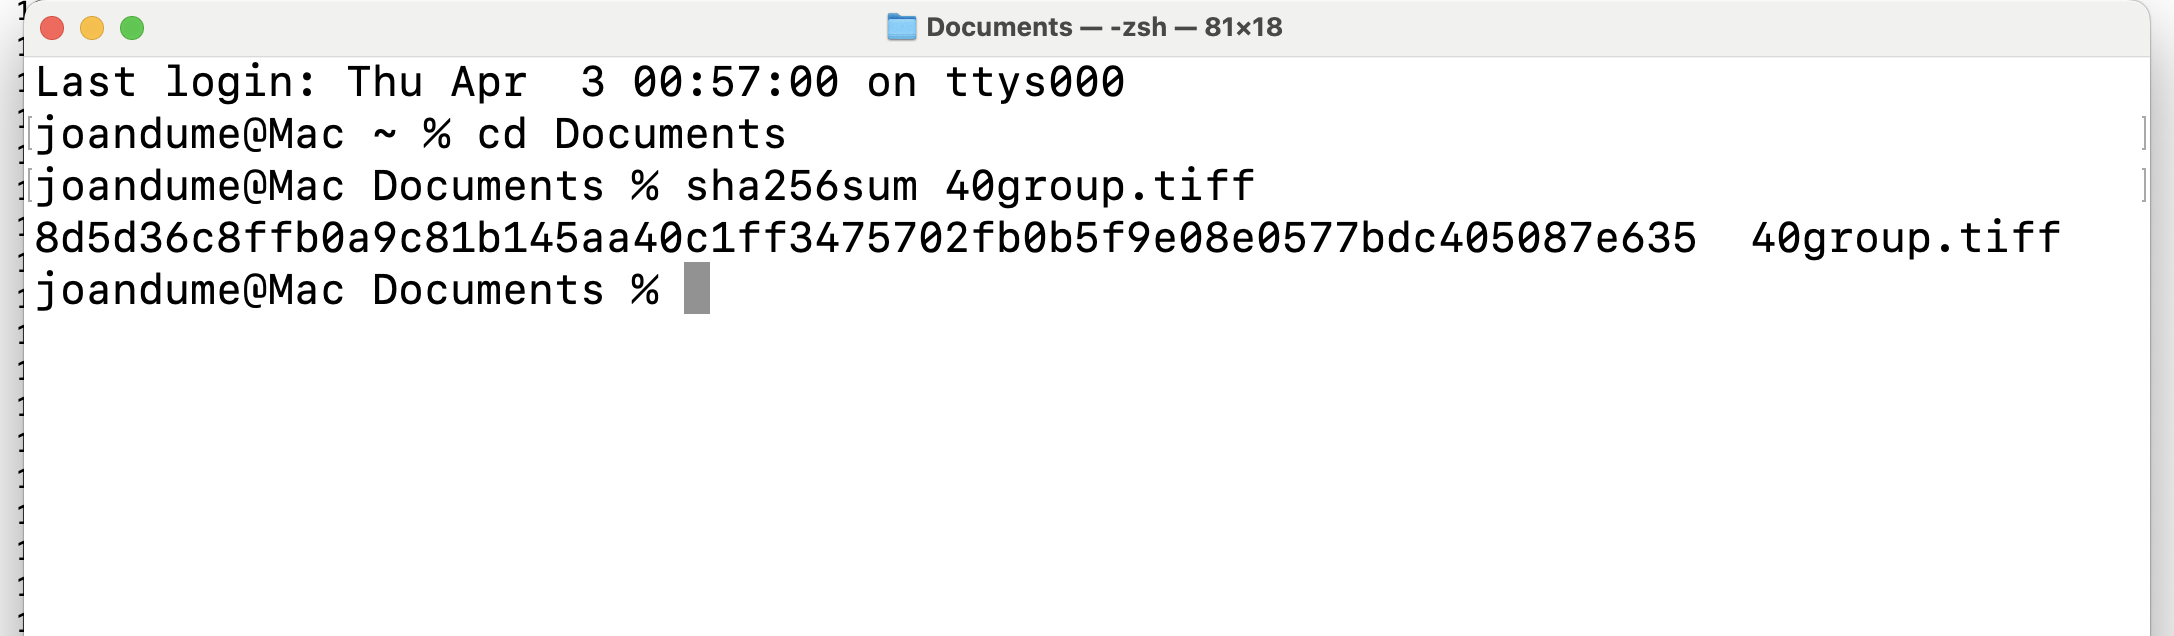 Documents — -zsh — 81×18
Last login: Thu Apr  3 00:57:00 on ttys000
joandume@Mac ~ % cd Documents
joandume@Mac Documents % sha256sum 40group.tiff
8d5d36c8ffb0a9c81b145aa40c1ff3475702fb0b5f9e08e0577bdc405087e635  40group.tiff
joandume@Mac Documents %